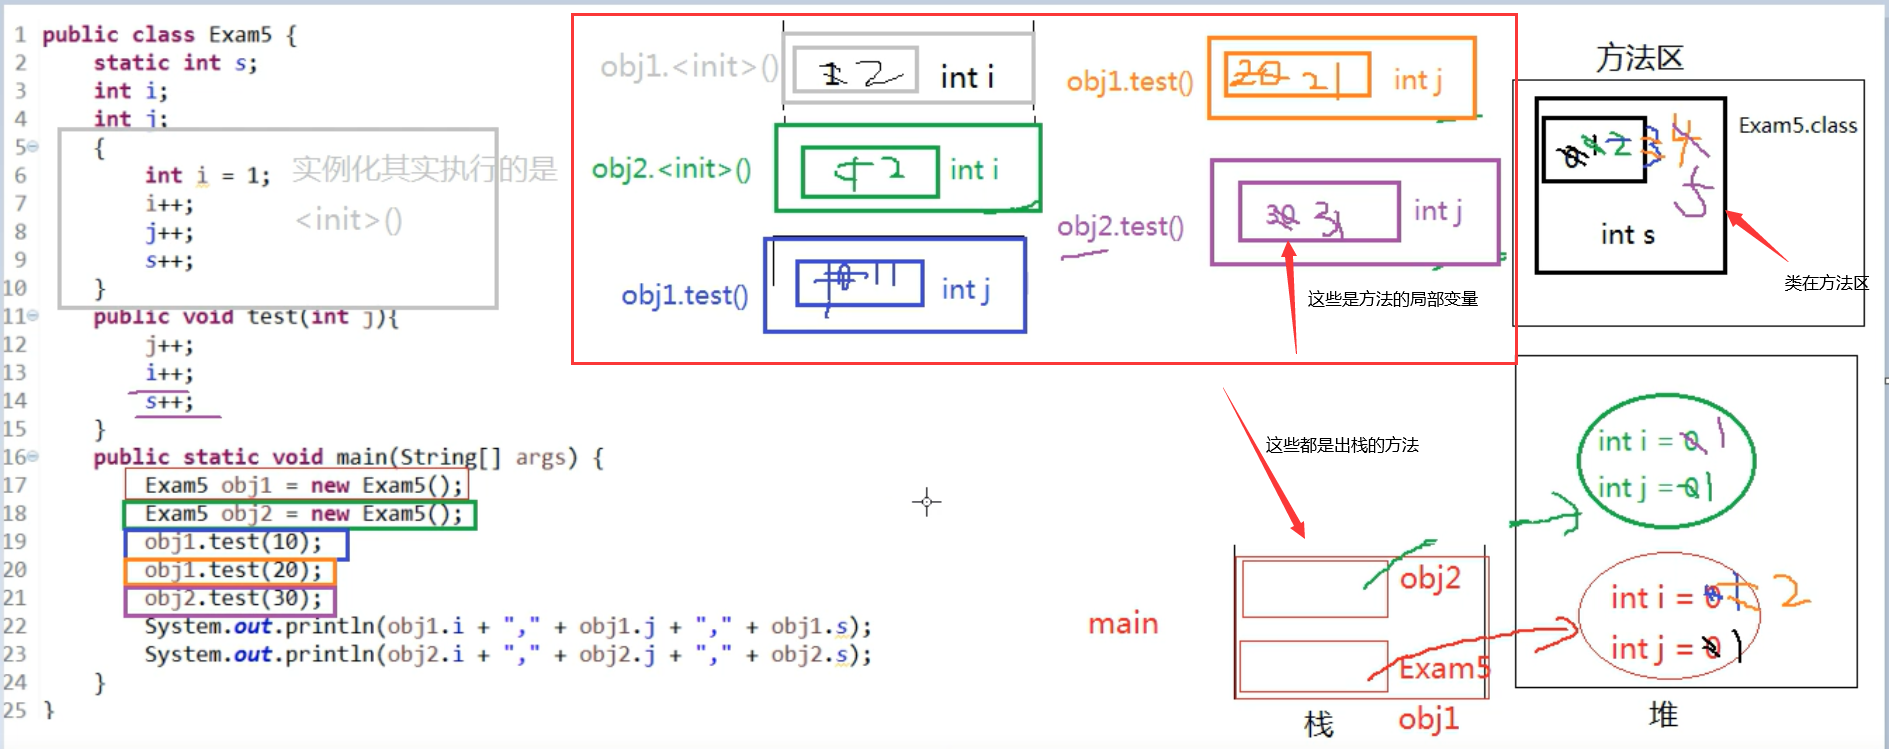 1 public class Exam5 {
2 static int s;
3 int i;
4 int j;
5 {
6 int i = 1;
7 i++;
8 j++;
9 s++;
10 }
11 public void test(int j){
12 j++;
13 i++;
14 s++;
15 }
16 public static void main(String[] args) {
17 Exam5 obj1 = new Exam5();
18 Exam5 obj2 = new Exam5();
19 obj1.test(10);
20 obj1.test(20);
21 obj2.test(30);
22 System.out.println(obj1.i + "," + obj1.j + "," + obj1.s);
23 System.out.println(obj2.i + "," + obj2.j + "," + obj2.s);
24 }
25 }
实例化其实执行的是
<init>()
obj1.<init>() 1 2 int i
obj2.<init>() 2 int i
obj1.test() 10 11 int j
obj1.test() 20 21 int j
obj2.test() 30 31 int j
这些是方法的局部变量
方法区
Exam5.class
0 1 2 3 4
5
int s
类在方法区
这些都是出栈的方法
int i = 0 1
int j = 0 1
int i = 0 1 2
int j = 0 1
堆
main
obj2
Exam5
obj1
栈